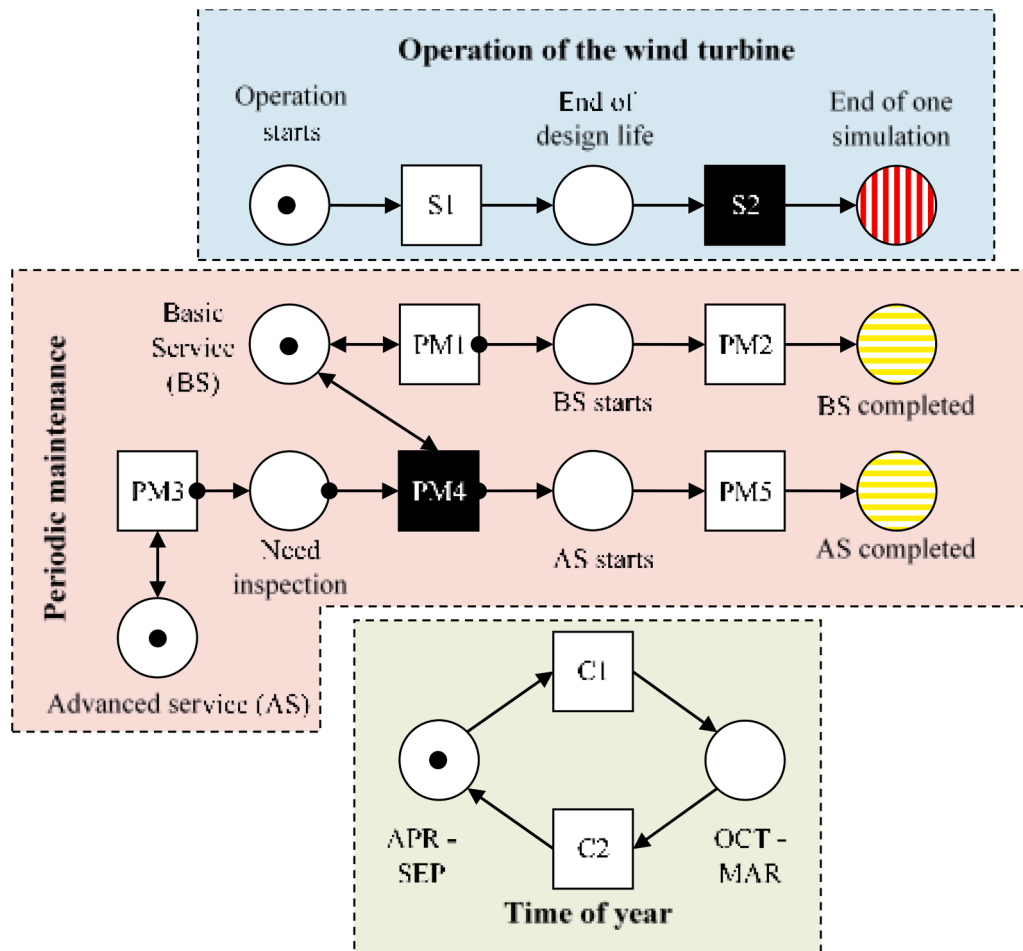 Operation of the wind turbine
Operation
starts
End of
design life
End of one
simulation
S1
S2
Periodic maintenance
Basic
Service
(BS)
PM1
BS starts
PM2
BS completed
PM3
Need
inspection
PM4
AS starts
PM5
AS completed
Advanced service (AS)
C1
APR -
SEP
C2
OCT -
MAR
Time of year